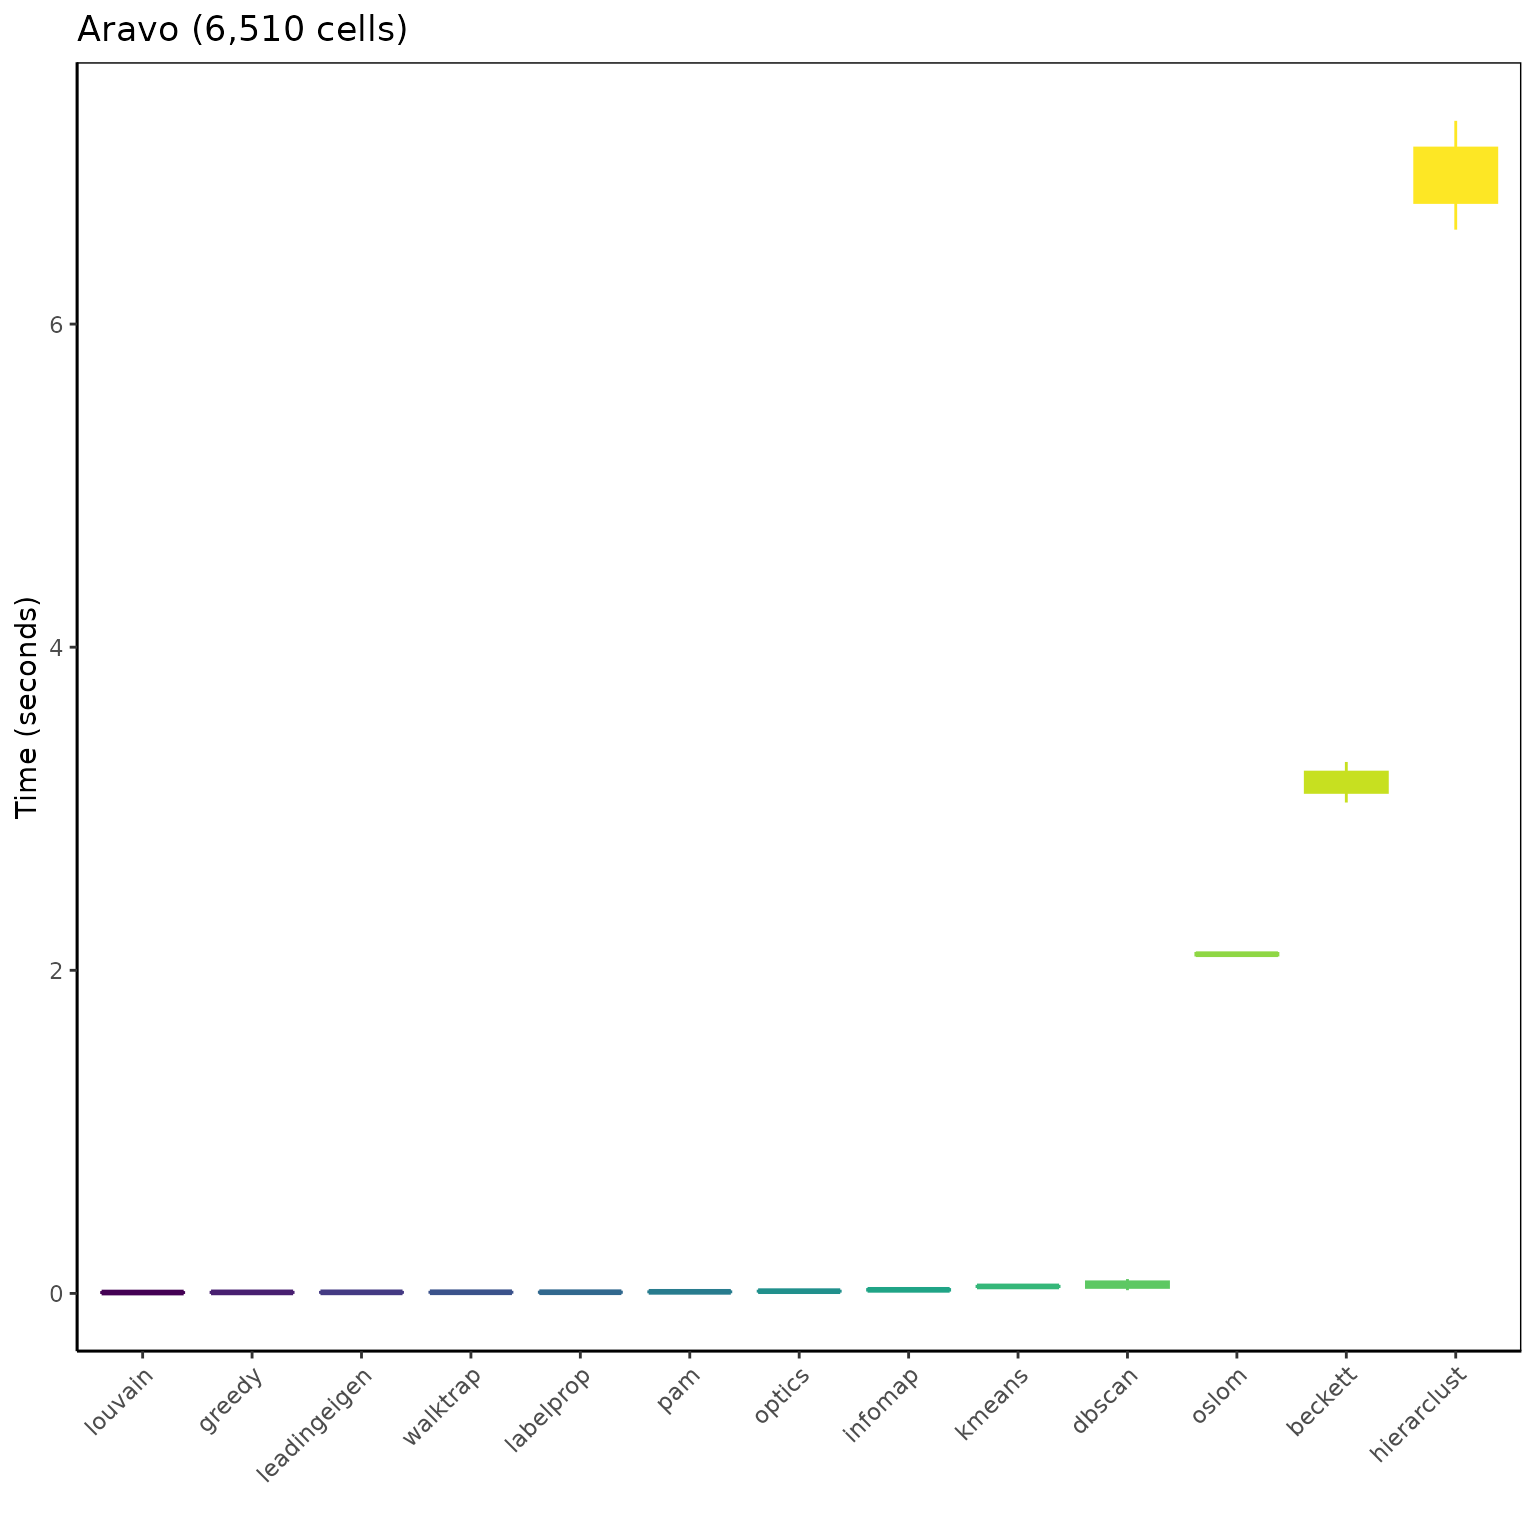 Aravo (6,510 cells)
Time (seconds)
6
4
2
0
louvain
greedy
leadingeigen
walktrap
labelprop
pam
optics
infomap
kmeans
dbscan
oslom
beckett
hierarclust